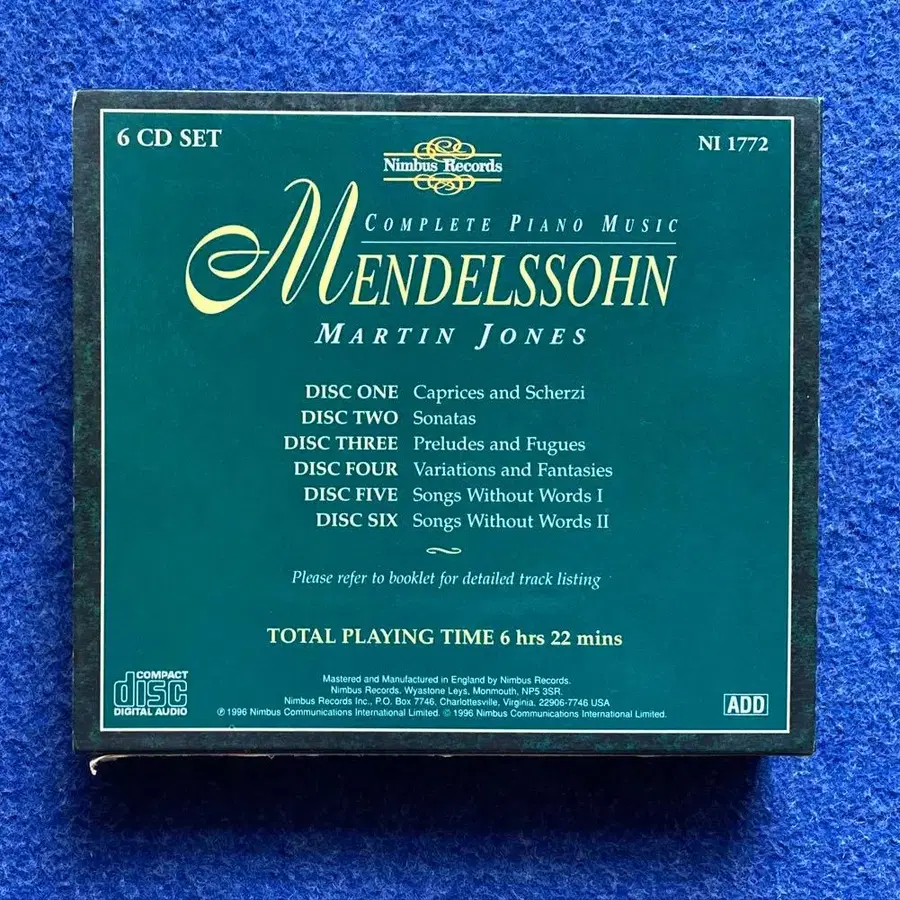 6 CD SET
NI 1772
Nimbus Records
COMPLETE PIANO MUSIC
MENDELSSOHN
MARTIN JONES
DISC ONE Caprices and Scherzi
DISC TWO Sonatas
DISC THREE Preludes and Fugues
DISC FOUR Variations and Fantasies
DISC FIVE Songs Without Words I
DISC SIX Songs Without Words II
Please refer to booklet for detailed track listing
TOTAL PLAYING TIME 6 hrs 22 mins
Mastered and Manufactured in England by Nimbus Records.
Nimbus Records, Wyastone Leys, Monmouth, NP5 3SR.
Nimbus Records Inc., P.O. Box 7746, Charlottesville, Virginia. 22906-7746 USA
℗ 1996 Nimbus Communications International Limited. © 1996 Nimbus Communications International Limited.
COMPACT
disc
DIGITAL AUDIO
ADD